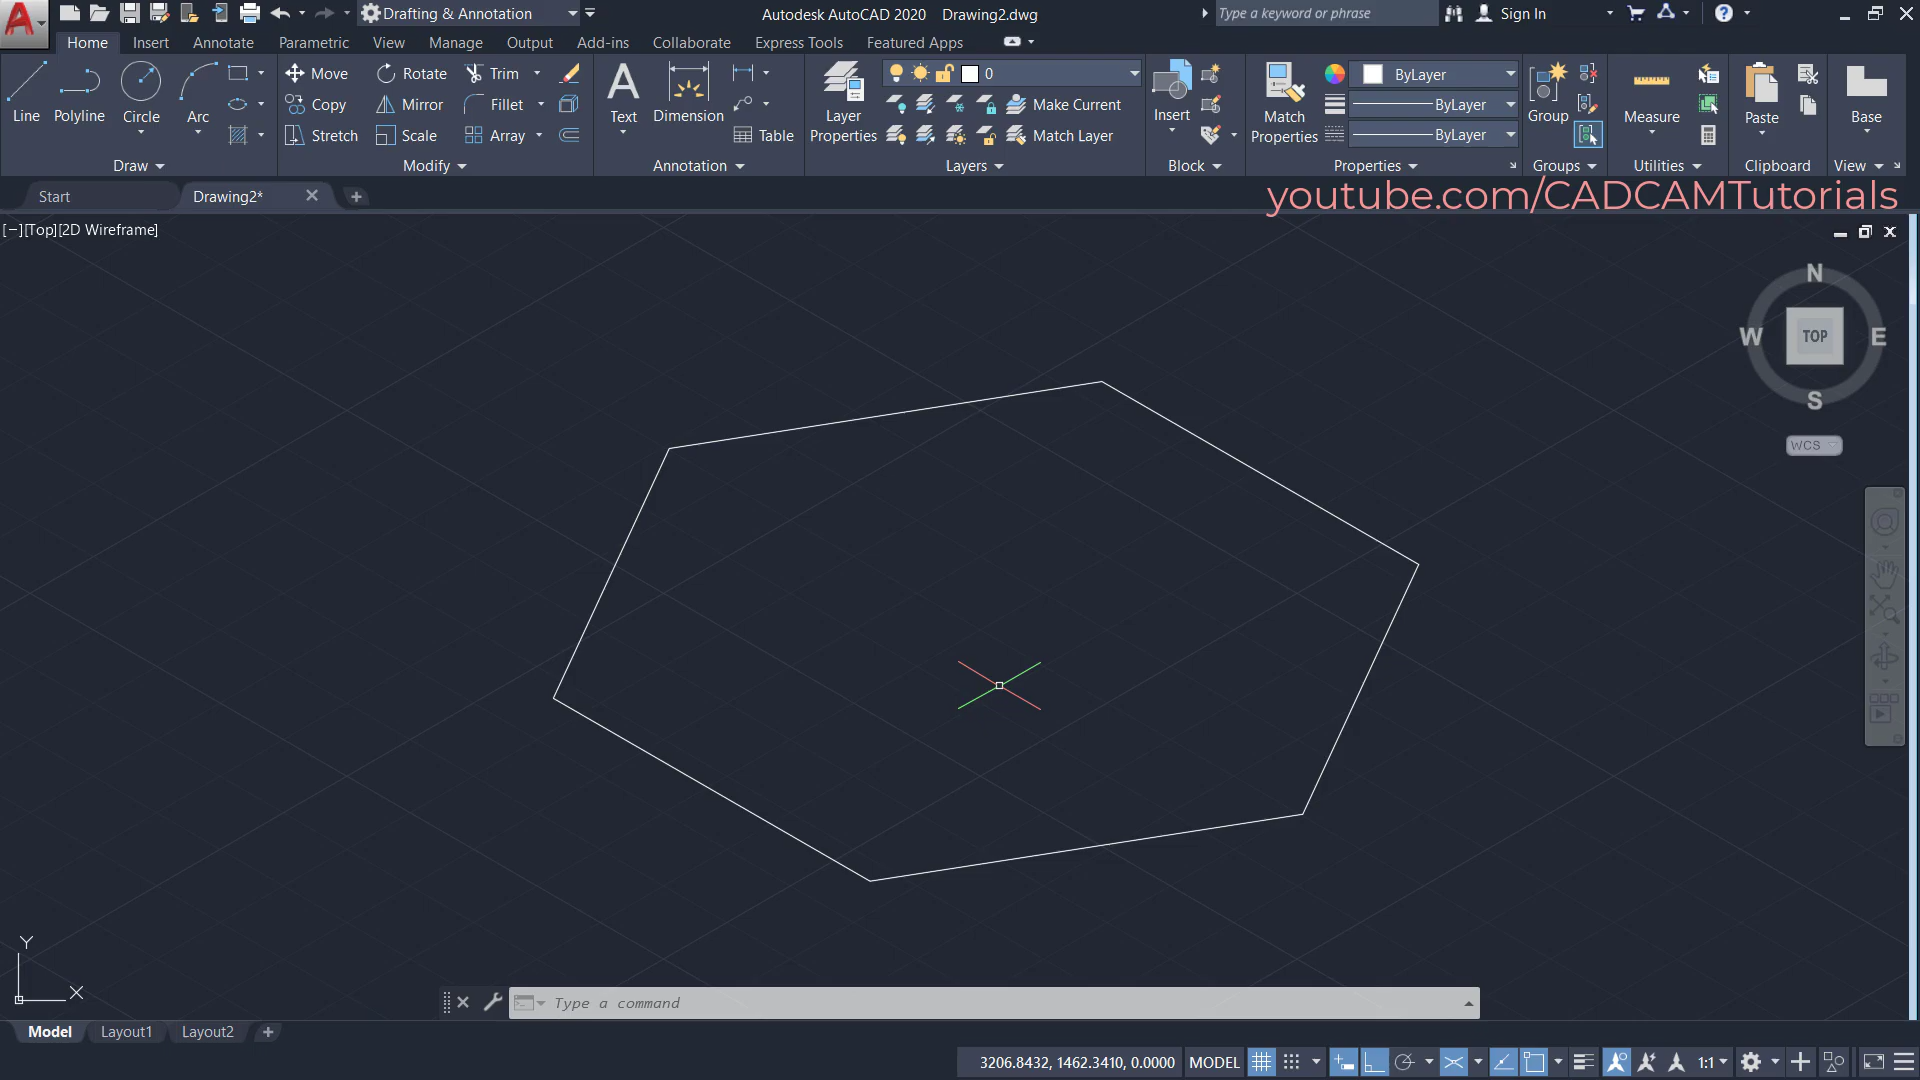 Drafting & Annotation
Autodesk AutoCAD 2020 Drawing2.dwg
Type a keyword or phrase
Sign In
Home Insert Annotate Parametric View Manage Output Add-ins Collaborate Express Tools Featured Apps
Line Polyline Circle Arc
Move Rotate Trim
Copy Mirror Fillet
Stretch Scale Array
Text Dimension Table
Layer Properties
0
Make Current
Match Layer
Insert
Match Properties
ByLayer
ByLayer
ByLayer
Group
Measure
Paste
Base
Draw Modify Annotation Layers Block Properties Groups Utilities Clipboard View
youtube.com/CADCAMTutorials
Start Drawing2*
[−][Top][2D Wireframe]
N
W TOP E
S
WCS
Y
X
Type a command
Model Layout1 Layout2
3206.8432, 1462.3410, 0.0000 MODEL 1:1